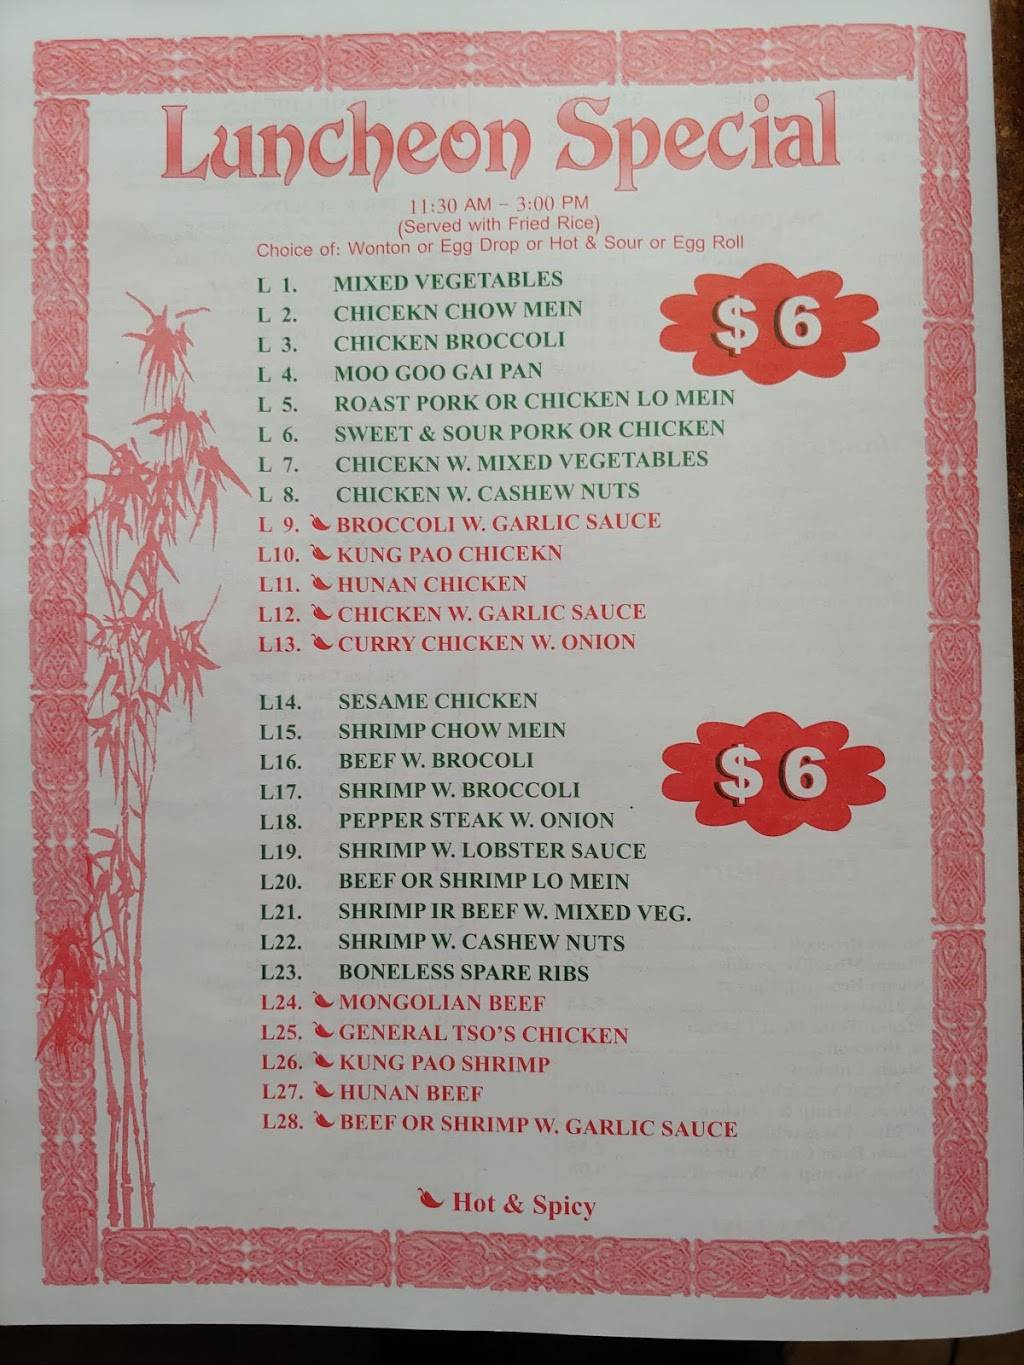 Luncheon Special
11:30 AM - 3:00 PM
(Served with Fried Rice)
Choice of: Wonton or Egg Drop or Hot & Sour or Egg Roll
L 1. MIXED VEGETABLES
L 2. CHICEKN CHOW MEIN
$6
L 3. CHICKEN BROCCOLI
L 4. MOO GOO GAI PAN
L 5. ROAST PORK OR CHICKEN LO MEIN
L 6. SWEET & SOUR PORK OR CHICKEN
L 7. CHICEKN W. MIXED VEGETABLES
L 8. CHICKEN W. CASHEW NUTS
L 9. BROCCOLI W. GARLIC SAUCE
L10. KUNG PAO CHICEKN
L11. HUNAN CHICKEN
L12. CHICKEN W. GARLIC SAUCE
L13. CURRY CHICKEN W. ONION
L14. SESAME CHICKEN
L15. SHRIMP CHOW MEIN
L16. BEEF W. BROCOLI
$6
L17. SHRIMP W. BROCCOLI
L18. PEPPER STEAK W. ONION
L19. SHRIMP W. LOBSTER SAUCE
L20. BEEF OR SHRIMP LO MEIN
L21. SHRIMP IR BEEF W. MIXED VEG.
L22. SHRIMP W. CASHEW NUTS
L23. BONELESS SPARE RIBS
L24. MONGOLIAN BEEF
L25. GENERAL TSO'S CHICKEN
L26. KUNG PAO SHRIMP
L27. HUNAN BEEF
L28. BEEF OR SHRIMP W. GARLIC SAUCE
Hot & Spicy